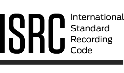 ISRC
International
Standard
Recording
Code